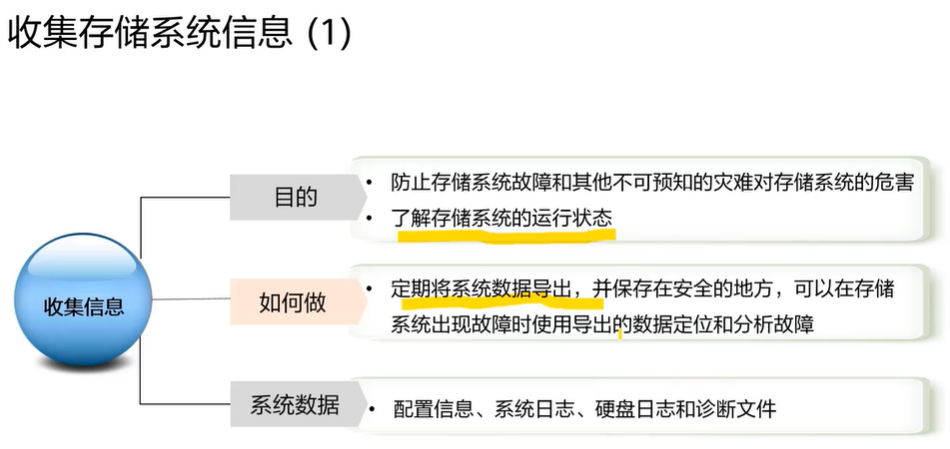 收集存储系统信息 (1)
收集信息
目的
• 防止存储系统故障和其他不可预知的灾难对存储系统的危害
• 了解存储系统的运行状态
如何做
• 定期将系统数据导出，并保存在安全的地方，可以在存储
系统出现故障时使用导出的数据定位和分析故障
系统数据
• 配置信息、系统日志、硬盘日志和诊断文件